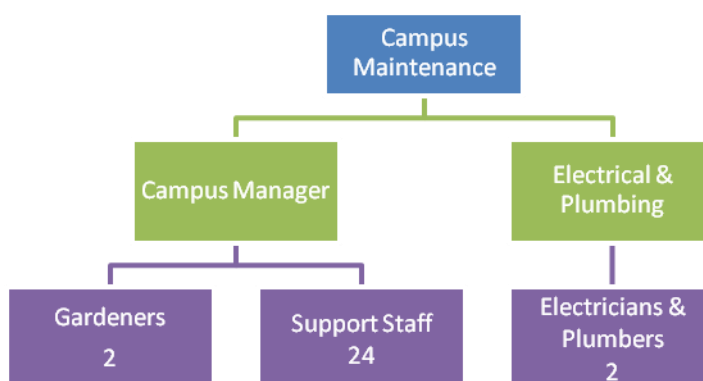 Campus
Maintenance
Campus Manager
Electrical &
Plumbing
Gardeners
2
Support Staff
24
Electricians &
Plumbers
2